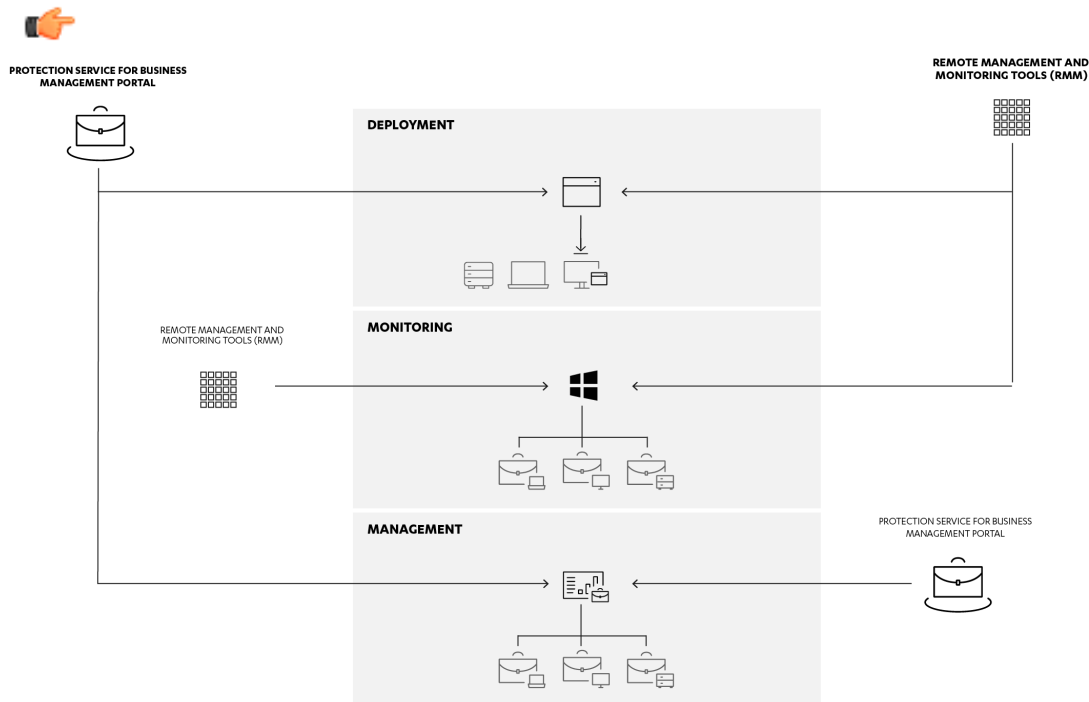 PROTECTION SERVICE FOR BUSINESS
MANAGEMENT PORTAL
REMOTE MANAGEMENT AND
MONITORING TOOLS (RMM)
DEPLOYMENT
MONITORING
REMOTE MANAGEMENT AND
MONITORING TOOLS (RMM)
MANAGEMENT
PROTECTION SERVICE FOR BUSINESS
MANAGEMENT PORTAL